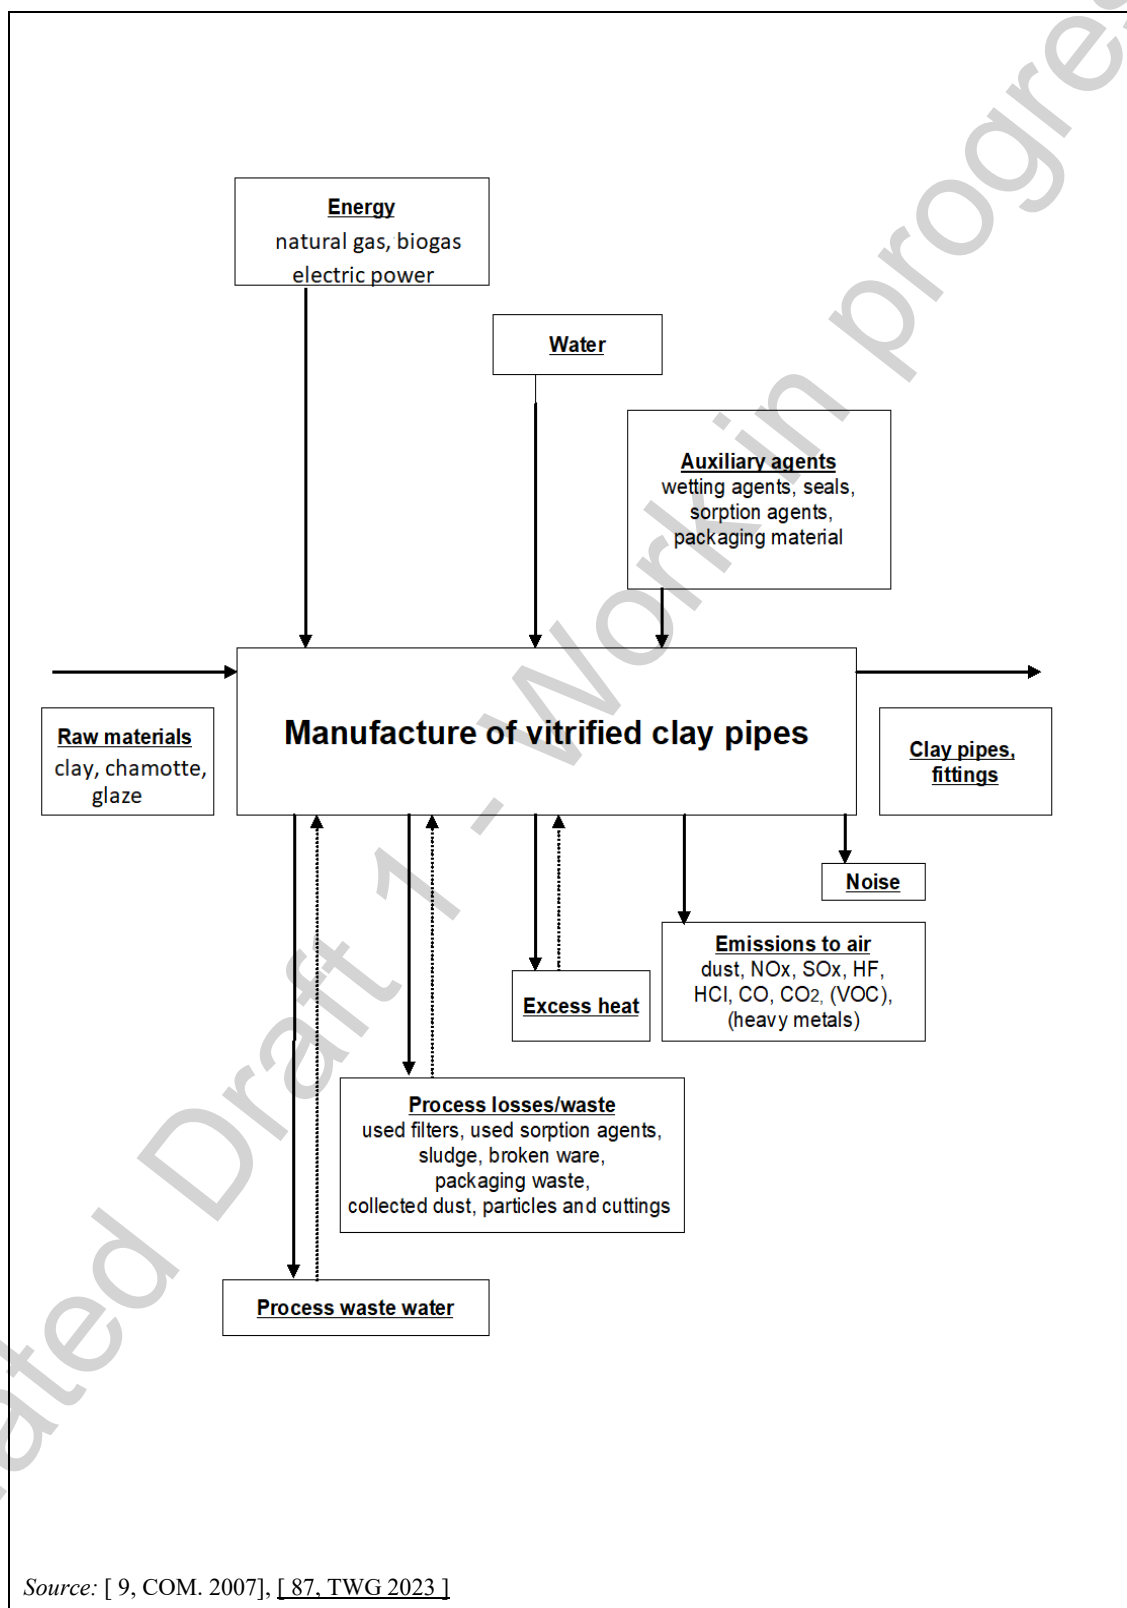 Energy
natural gas, biogas
electric power
Water
Auxiliary agents
wetting agents, seals,
sorption agents,
packaging material
Raw materials
clay, chamotte,
glaze
Manufacture of vitrified clay pipes
Clay pipes,
fittings
Noise
Emissions to air
dust, NOx, SOx, HF,
HCl, CO, CO2, (VOC),
(heavy metals)
Excess heat
Process losses/waste
used filters, used sorption agents,
sludge, broken ware,
packaging waste,
collected dust, particles and cuttings
Process waste water
Source: [ 9, COM. 2007], [ 87, TWG 2023 ]
Draft 1 - Work in